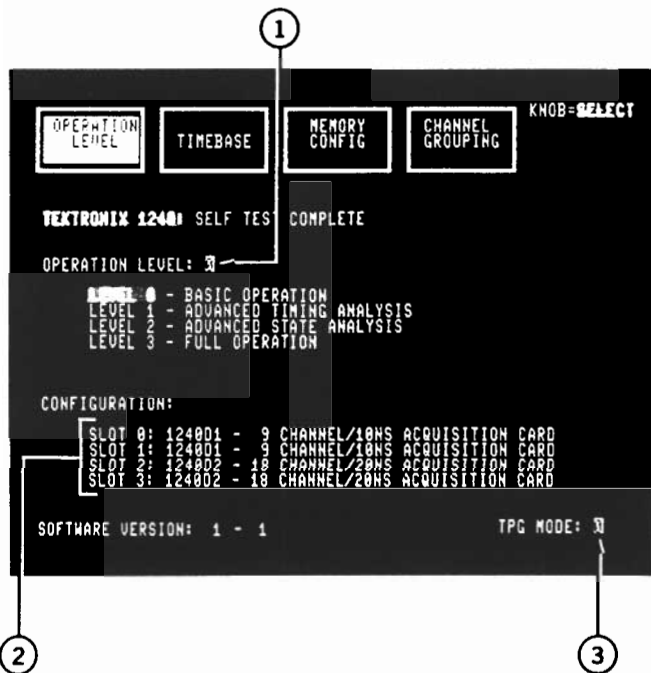 1
KNOB=SELECT
OPERATION LEVEL
TIMEBASE
MEMORY CONFIG
CHANNEL GROUPING
TEKTRONIX 1240: SELF TEST COMPLETE
OPERATION LEVEL:
LEVEL 0 - BASIC OPERATION
LEVEL 1 - ADVANCED TIMING ANALYSIS
LEVEL 2 - ADVANCED STATE ANALYSIS
LEVEL 3 - FULL OPERATION
CONFIGURATION:
SLOT 0: 1240D1 - 9 CHANNEL/10NS ACQUISITION CARD
SLOT 1: 1240D1 - 9 CHANNEL/10NS ACQUISITION CARD
SLOT 2: 1240D2 - 18 CHANNEL/20NS ACQUISITION CARD
SLOT 3: 1240D2 - 18 CHANNEL/20NS ACQUISITION CARD
SOFTWARE VERSION: 1 - 1
TPG MODE:
2
3